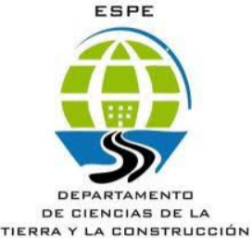 ESPE
DEPARTAMENTO
DE CIENCIAS DE LA
TIERRA Y LA CONSTRUCCIÓN